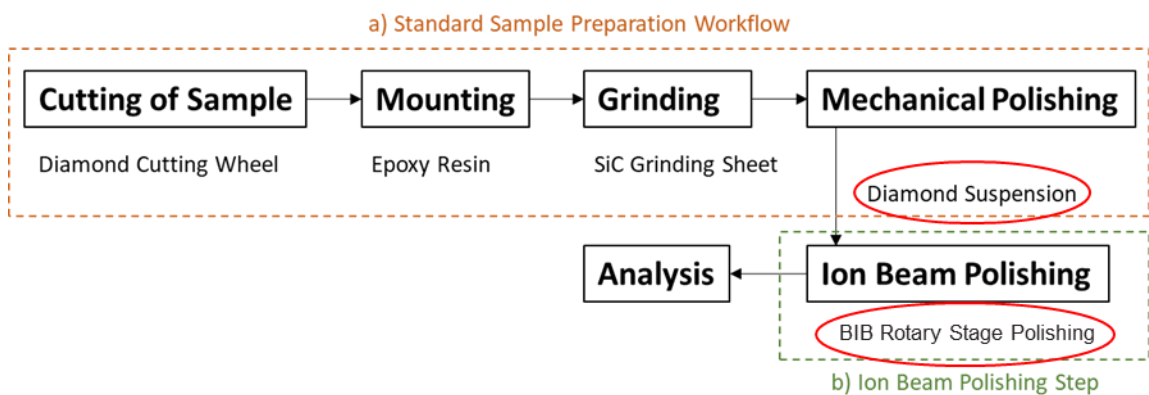 a) Standard Sample Preparation Workflow
Cutting of Sample
Mounting
Grinding
Mechanical Polishing
Diamond Cutting Wheel
Epoxy Resin
SiC Grinding Sheet
Diamond Suspension
Analysis
Ion Beam Polishing
BIB Rotary Stage Polishing
b) Ion Beam Polishing Step